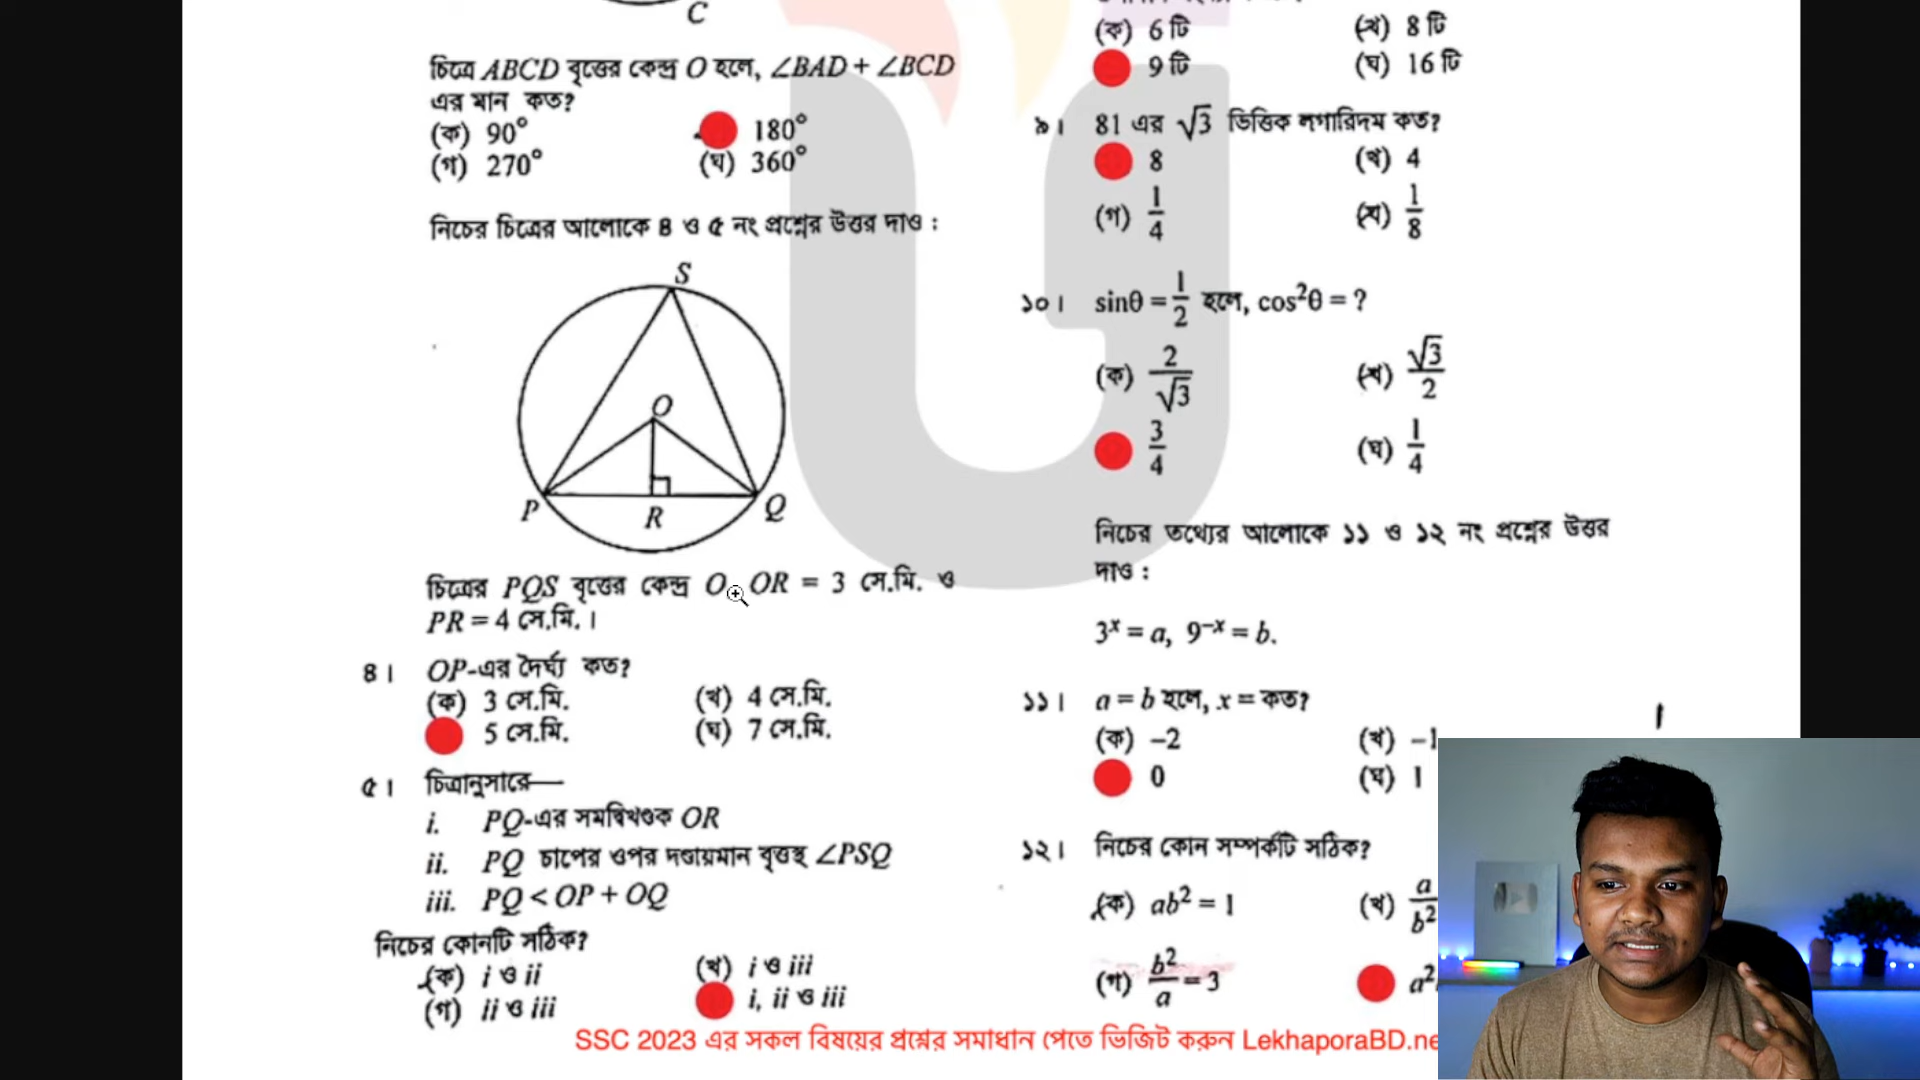 C
চিত্রে ABCD বৃত্তের কেন্দ্র O হলে, ∠BAD + ∠BCD
এর মান কত?
(ক) 90°
180°
(গ) 270°
(ঘ) 360°
নিচের চিত্রের আলোকে ৪ ও ৫ নং প্রশ্নের উত্তর দাও :
S
O
P
R
Q
চিত্রের PQS বৃত্তের কেন্দ্র O OR = 3 সে.মি. ও
PR = 4 সে.মি. ।
৪। OP-এর দৈর্ঘ্য কত?
(ক) 3 সে.মি.
(খ) 4 সে.মি.
5 সে.মি.
(ঘ) 7 সে.মি.
৫। চিত্রানুসারে—
i. PQ-এর সমদ্বিখণ্ডক OR
ii. PQ চাপের ওপর দণ্ডায়মান বৃত্তস্থ ∠PSQ
iii. PQ < OP + OQ
নিচের কোনটি সঠিক?
(ক) i ও ii
(খ) i ও iii
(গ) ii ও iii
i, ii ও iii
(ক) 6 টি
(খ) 8 টি
9 টি
(ঘ) 16 টি
৯। 81 এর √3 ভিত্তিক লগারিদম কত?
8
(খ) 4
(গ) 1/4
(ঘ) 1/8
১০। sinθ = 1/2 হলে, cos²θ = ?
(ক) 2/√3
(খ) √3/2
3/4
(ঘ) 1/4
নিচের তথ্যের আলোকে ১১ ও ১২ নং প্রশ্নের উত্তর
দাও :
3ˣ = a, 9⁻ˣ = b.
১১। a = b হলে, x = কত?
(ক) –2
(খ) –1
0
(ঘ) 1
১২। নিচের কোন সম্পর্কটি সঠিক?
(ক) ab² = 1
(খ) a/b²
(গ) b²/a = 3
a²
SSC 2023 এর সকল বিষয়ের প্রশ্নের সমাধান পেতে ভিজিট করুন LekhaporaBD.ne